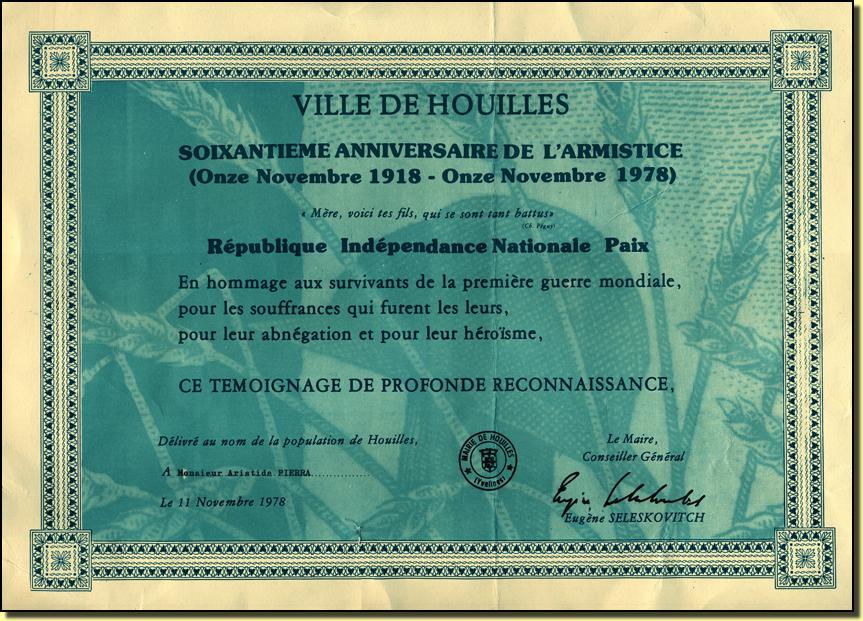 VILLE DE HOUILLES
SOIXANTIEME ANNIVERSAIRE DE L'ARMISTICE
(Onze Novembre 1918 - Onze Novembre 1978)
« Mère, voici tes fils, qui se sont tant battus»
(Ch. Péguy)
République Indépendance Nationale Paix
En hommage aux survivants de la première guerre mondiale,
pour les souffrances qui furent les leurs,
pour leur abnégation et pour leur héroïsme,
CE TEMOIGNAGE DE PROFONDE RECONNAISSANCE,
Délivré au nom de la population de Houilles,
A Monsieur Aristide PIERRA...............
Le 11 Novembre 1978
MAIRIE DE HOUILLES
(Yvelines)
Le Maire,
Conseiller Général
Eugène SELESKOVITCH